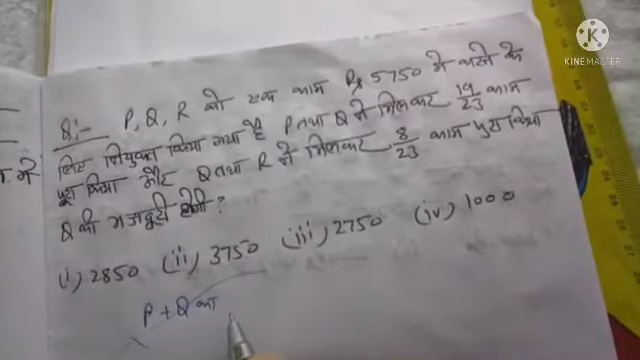 KINEMASTER
Q:- P, Q, R को एक काम Rs 5750 में करने के
लिए नियुक्त किया गया है P तथा Q ने मिलकर 19/23 काम
पूरा किया और Q तथा R ने मिलकर 8/23 काम पूरा किया
Q की मजदूरी होगी?
(i) 2850 (ii) 3750 (iii) 2750 (iv) 1000
P + Q का